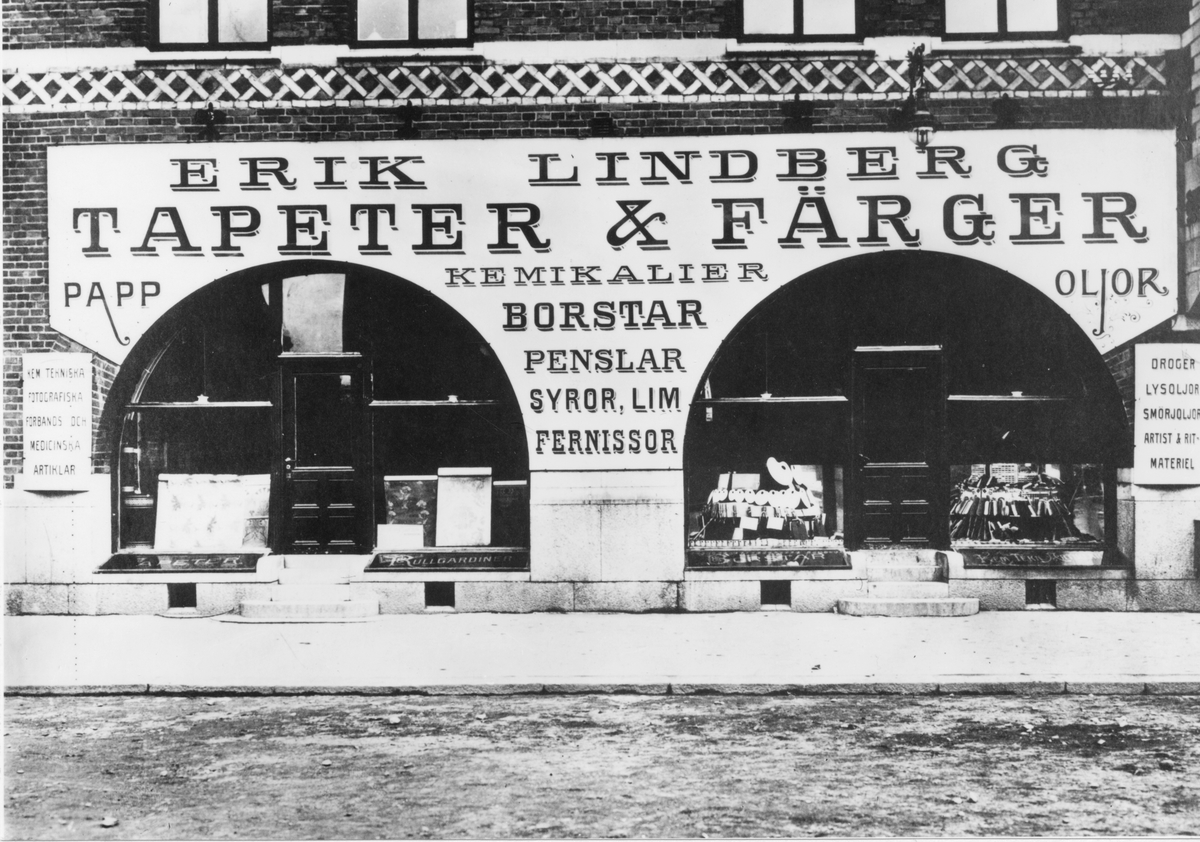 ERIK LINDBERG
TAPETER & FÄRGER
PAPP
KEMIKALIER
OLJOR
BORSTAR
PENSLAR
SYROR, LIM
FERNISSOR
KEM TEKNISKA
FOTOGRAFISKA
FÖRBANDS OCH
MEDICINSKA
ARTIKLAR
DROGER
LYSOLJOR
SMÖRJOLJOR
ARTIST & RIT-
MATERIEL
RULLGARDINER